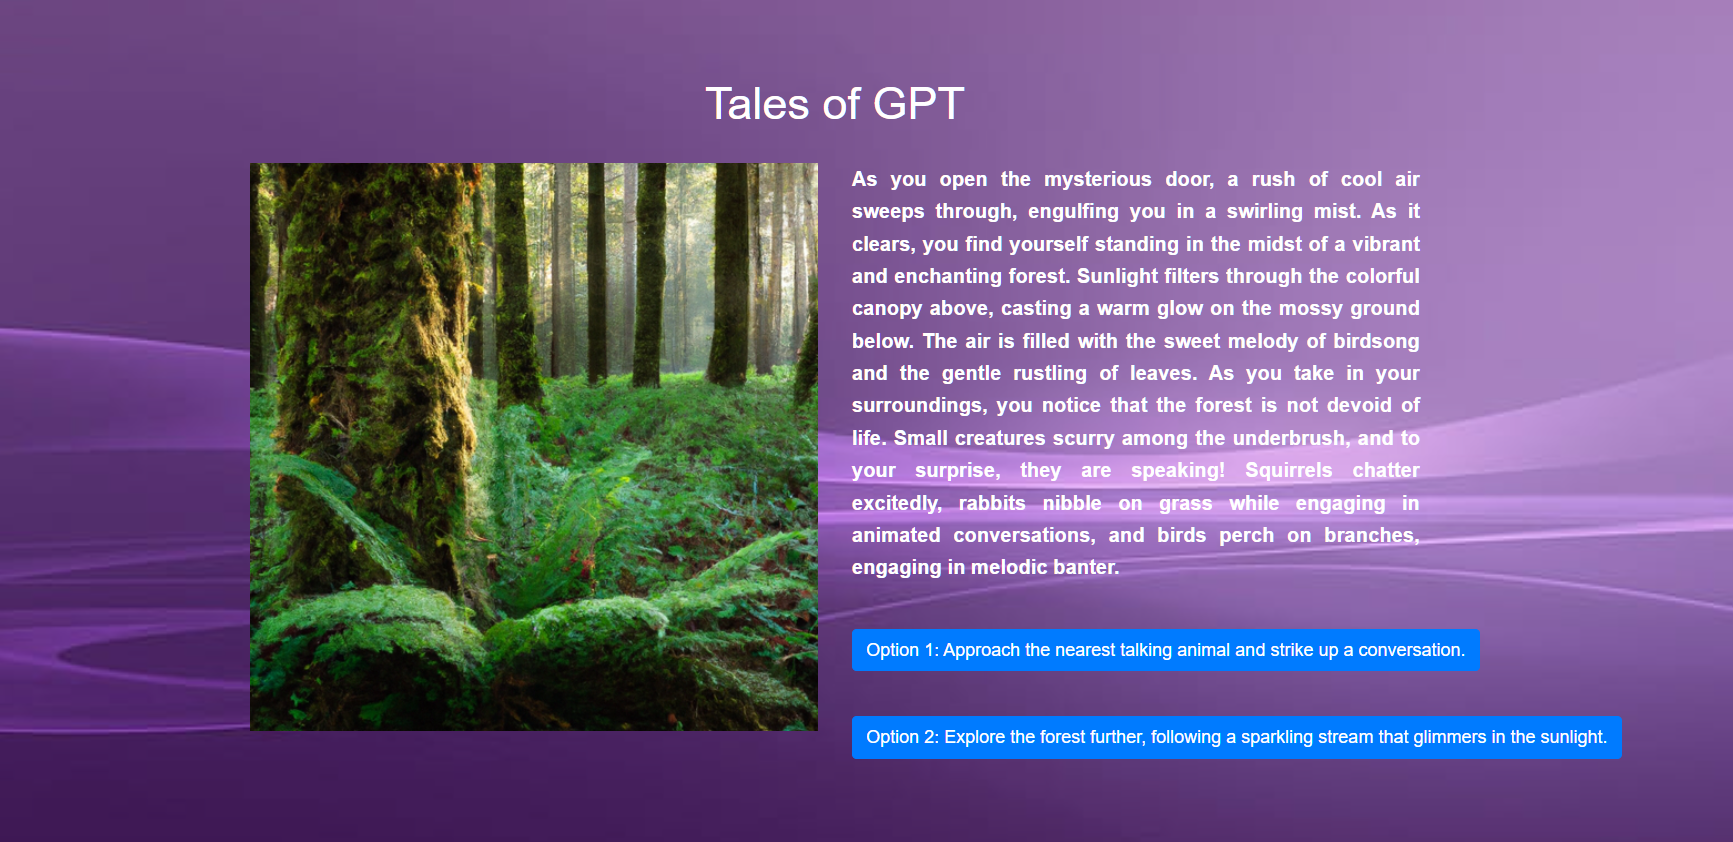 Tales of GPT
As you open the mysterious door, a rush of cool air
sweeps through, engulfing you in a swirling mist. As it
clears, you find yourself standing in the midst of a vibrant
and enchanting forest. Sunlight filters through the colorful
canopy above, casting a warm glow on the mossy ground
below. The air is filled with the sweet melody of birdsong
and the gentle rustling of leaves. As you take in your
surroundings, you notice that the forest is not devoid of
life. Small creatures scurry among the underbrush, and to
your surprise, they are speaking! Squirrels chatter
excitedly, rabbits nibble on grass while engaging in
animated conversations, and birds perch on branches,
engaging in melodic banter.
Option 1: Approach the nearest talking animal and strike up a conversation.
Option 2: Explore the forest further, following a sparkling stream that glimmers in the sunlight.